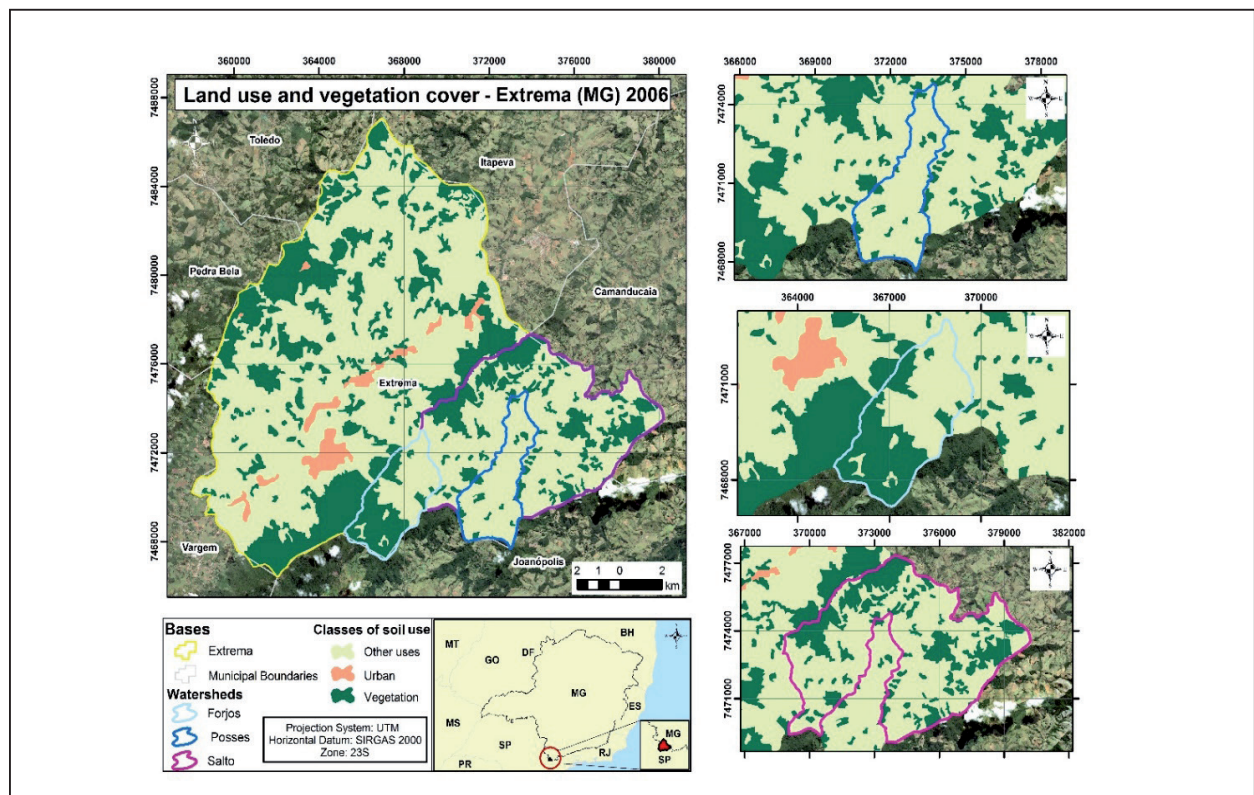 360000 364000 368000 372000 376000 380000
Land use and vegetation cover - Extrema (MG) 2006
7488000
7484000
7480000
7476000
7472000
7468000
N
Toledo
Itapeva
Pedra Bela
Camanducaia
Extrema
Vargem
Joanópolis
2 1 0 2
km
366000 369000 372000 375000 378000
7474000
7471000
7468000
364000 367000 370000
7471000
7468000
367000 370000 373000 376000 379000 382000
7477000
7474000
7471000
Bases
Extrema
Municipal Boundaries
Watersheds
Forjos
Posses
Salto
Classes of soil use
Other uses
Urban
Vegetation
Projection System: UTM
Horizontal Datum: SIRGAS 2000
Zone: 23S
MT
GO
DF
BH
MG
ES
MS
SP
RJ
PR
MG
SP